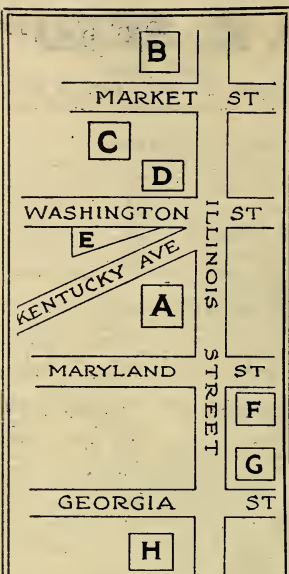 B
MARKET ST
C
D
WASHINGTON ST
ILLINOIS STREET
E
KENTUCKY AVE
A
MARYLAND ST
F
G
GEORGIA ST
H